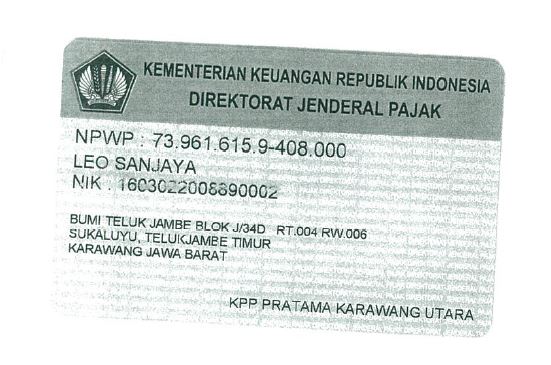 KEMENTERIAN KEUANGAN REPUBLIK INDONESIA
DIREKTORAT JENDERAL PAJAK
NPWP : 73.961.615.9-408.000
LEO SANJAYA
NIK : 1603022008890002
BUMI TELUK JAMBE BLOK J/34D RT.004 RW.006
SUKALUYU, TELUKJAMBE TIMUR
KARAWANG JAWA BARAT
KPP PRATAMA KARAWANG UTARA